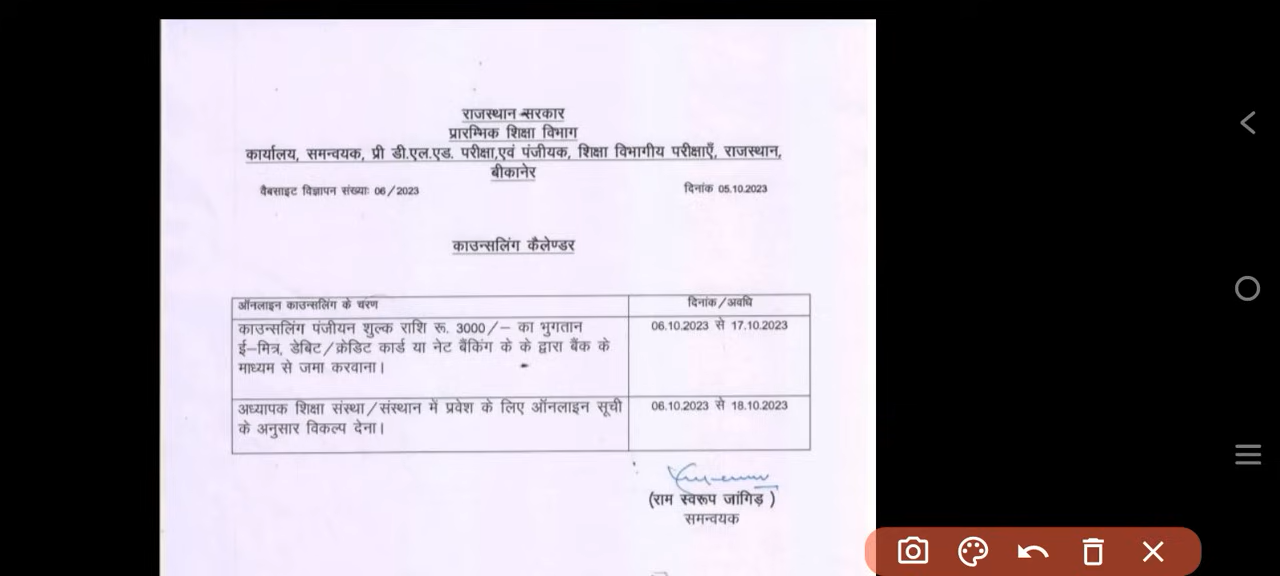 राजस्थान सरकार
प्रारम्भिक शिक्षा विभाग
कार्यालय, समन्वयक, प्री डी.एल.एड. परीक्षा,एवं पंजीयक, शिक्षा विभागीय परीक्षाएँ, राजस्थान,
बीकानेर
वैबसाइट विज्ञापन संख्याः 06/2023 दिनांक 05.10.2023
काउन्सलिंग कैलेण्डर
ऑनलाइन काउन्सलिंग के चरण दिनांक/अवधि
काउन्सलिंग पंजीयन शुल्क राशि रू. 3000/– का भुगतान 06.10.2023 से 17.10.2023
ई–मित्र, डेबिट/क्रेडिट कार्ड या नेट बैंकिंग के के द्वारा बैंक के
माध्यम से जमा करवाना।
अध्यापक शिक्षा संस्था/संस्थान में प्रवेश के लिए ऑनलाइन सूची 06.10.2023 से 18.10.2023
के अनुसार विकल्प देना।
(राम स्वरूप जांगिड़ )
समन्वयक